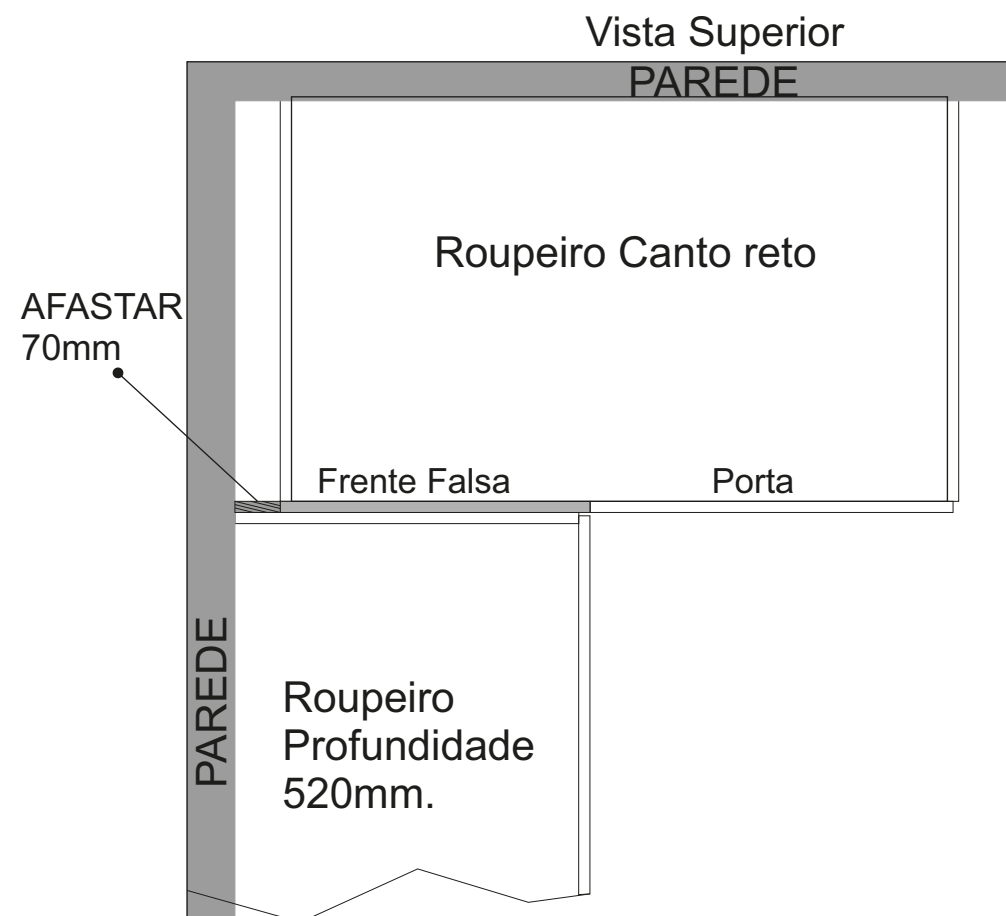 Vista Superior
PAREDE
Roupeiro Canto reto
AFASTAR
70mm
Frente Falsa
Porta
PAREDE
Roupeiro
Profundidade
520mm.